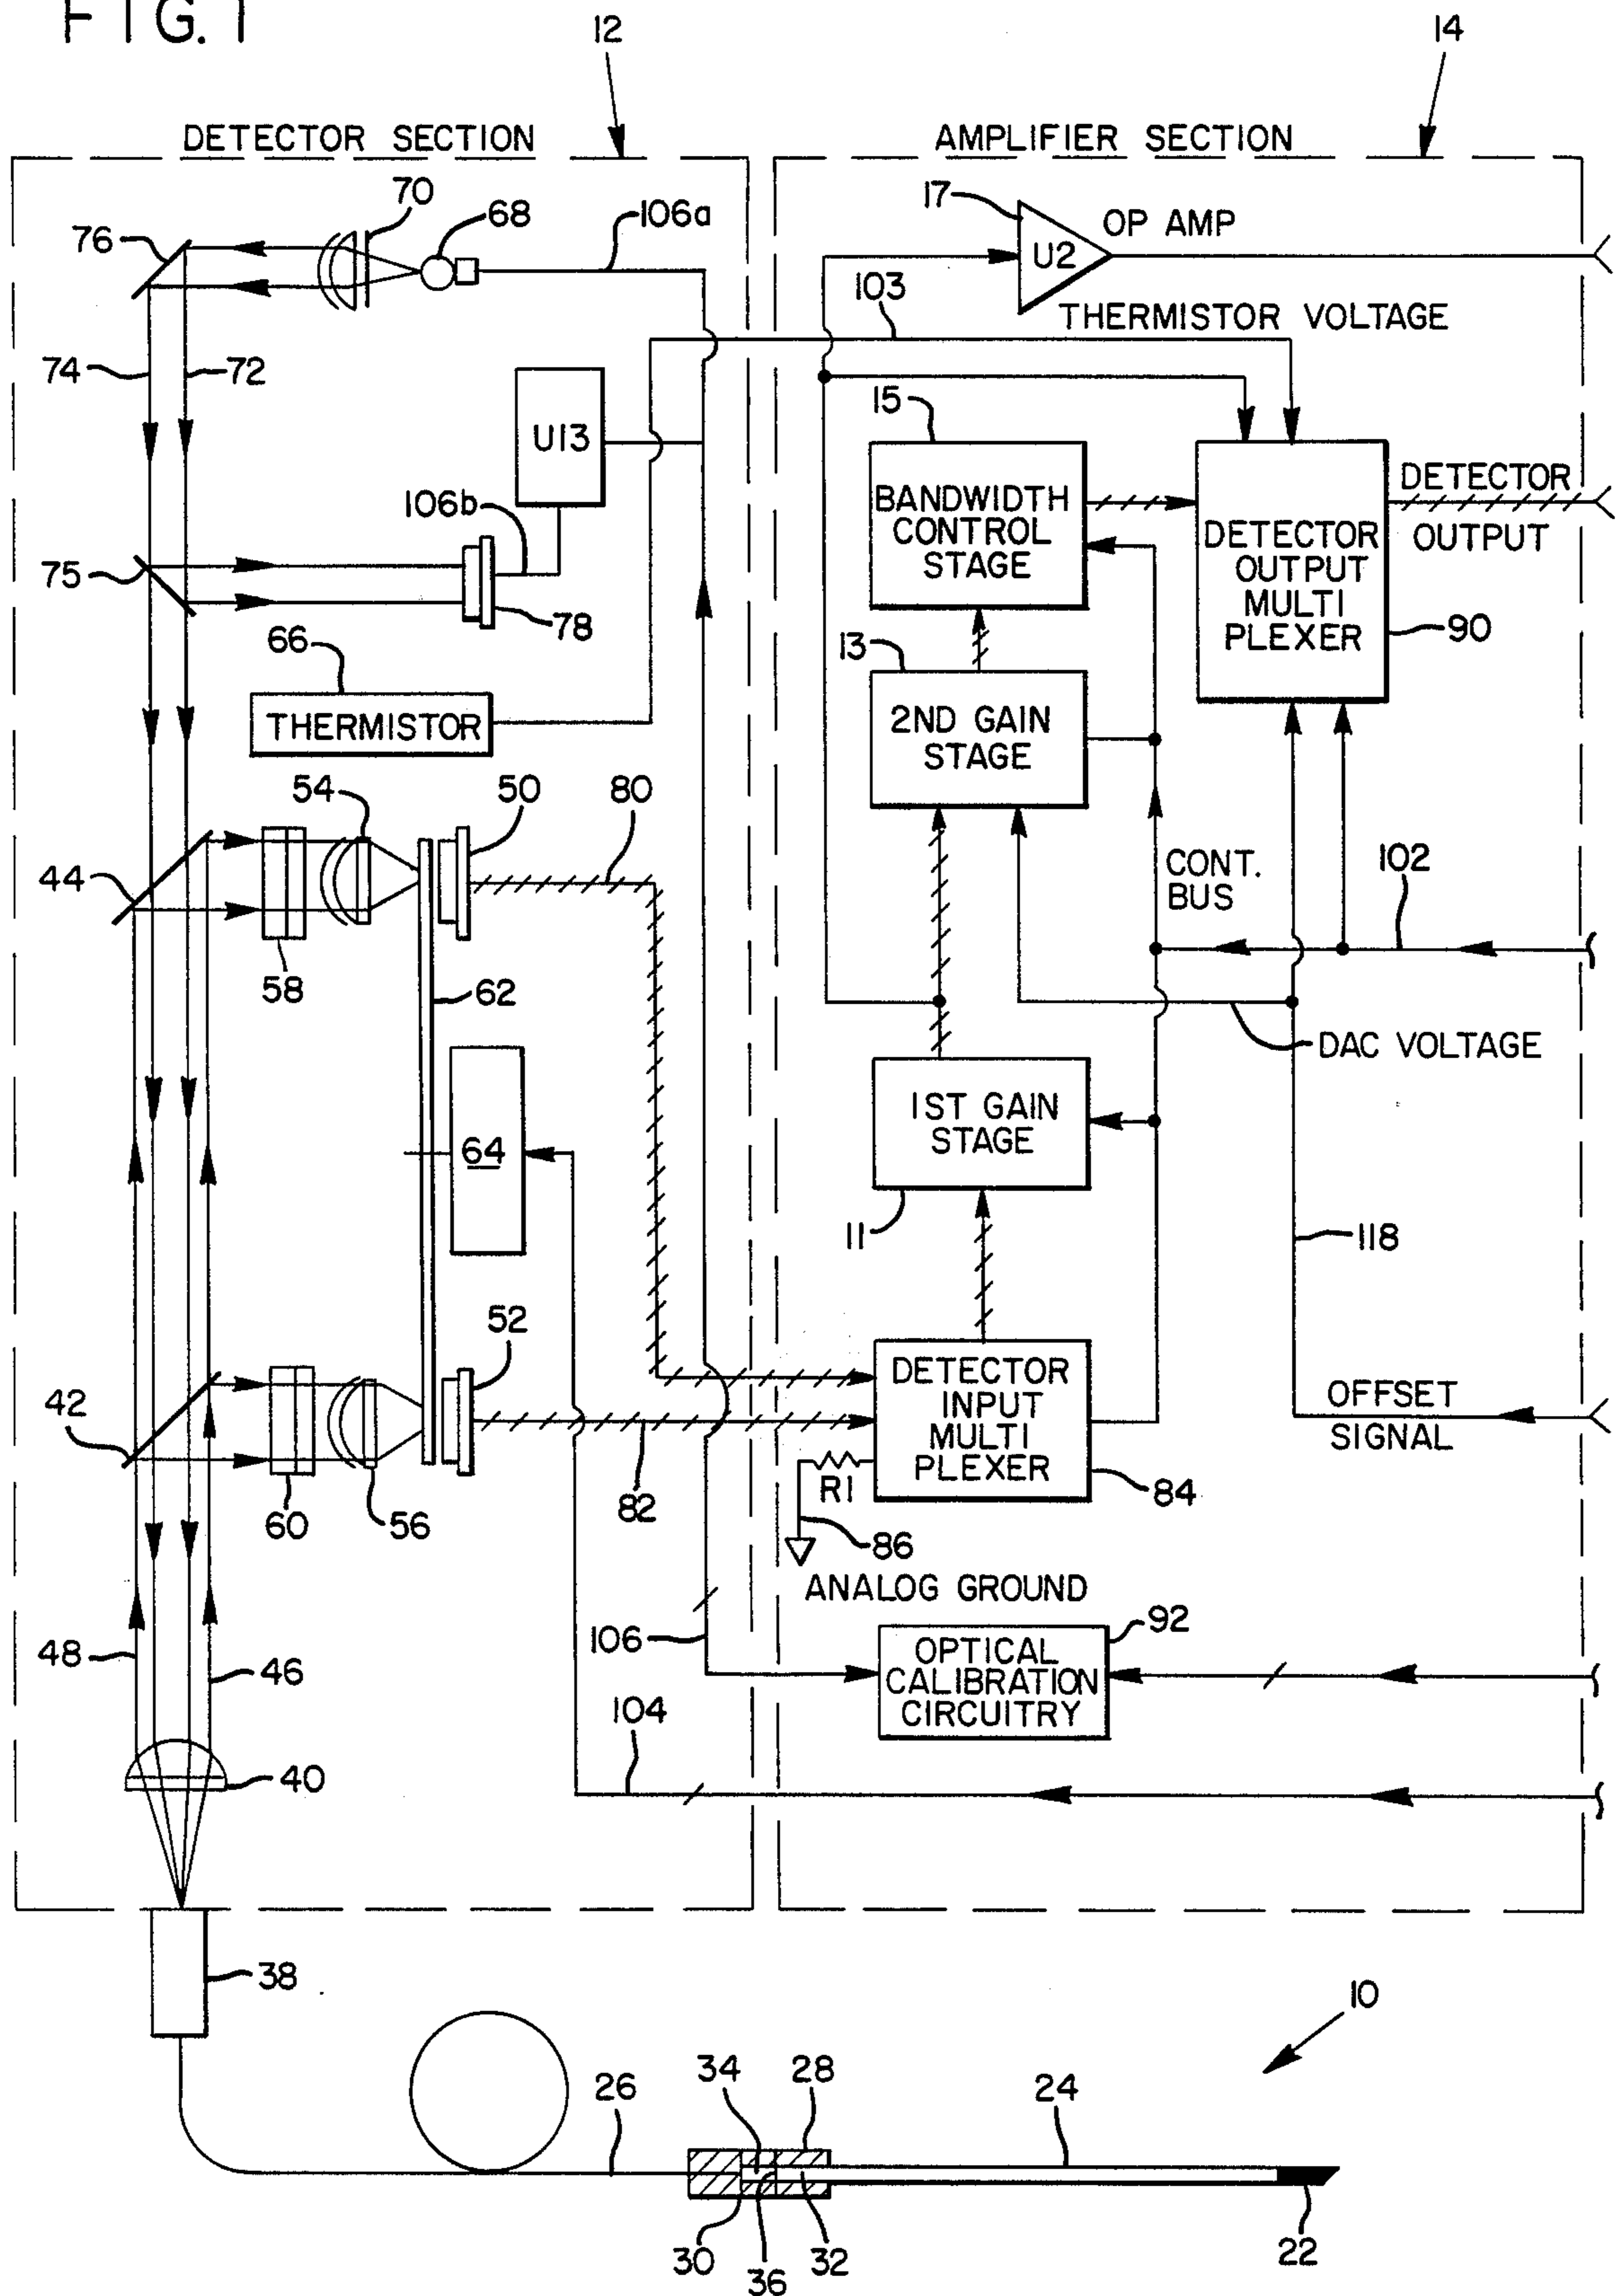 FIG. 1
12
14
DETECTOR SECTION
AMPLIFIER SECTION
70
68
106a
17
OP AMP
U2
76
103
THERMISTOR VOLTAGE
74
72
15
U13
DETECTOR
OUTPUT
BANDWIDTH
CONTROL
STAGE
DETECTOR
OUTPUT
MULTI
PLEXER
106b
75
78
90
66
13
THERMISTOR
2ND GAIN
STAGE
54
50
80
44
CONT.
BUS
102
58
62
DAC VOLTAGE
1ST GAIN
STAGE
64
11
118
52
42
DETECTOR
INPUT
MULTI
PLEXER
OFFSET
SIGNAL
R1
84
60
56
82
86
ANALOG GROUND
92
48
46
106
OPTICAL
CALIBRATION
CIRCUITRY
104
40
38
10
26
34
28
24
30
36
32
22